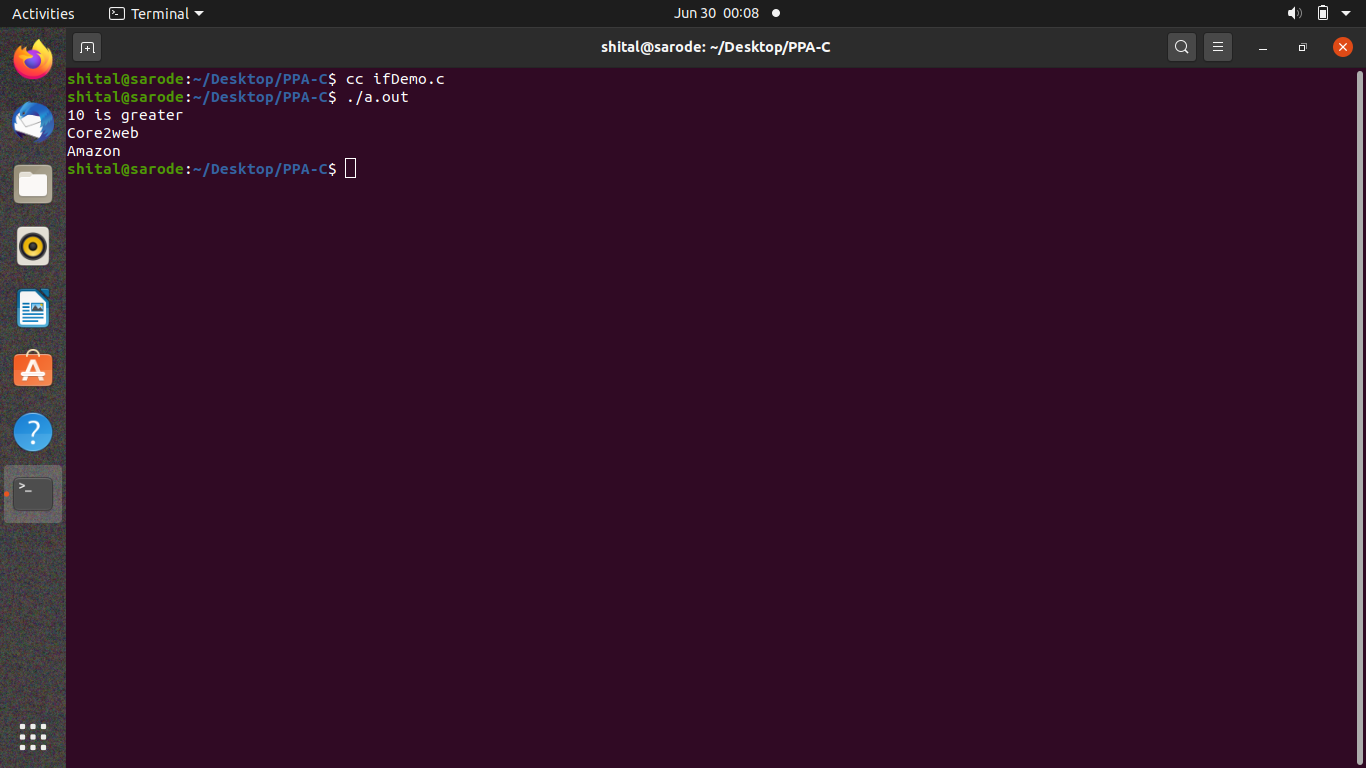 Activities
Terminal
Jun 30 00:08
shital@sarode: ~/Desktop/PPA-C
shital@sarode:~/Desktop/PPA-C$ cc ifDemo.c
shital@sarode:~/Desktop/PPA-C$ ./a.out
10 is greater
Core2web
Amazon
shital@sarode:~/Desktop/PPA-C$